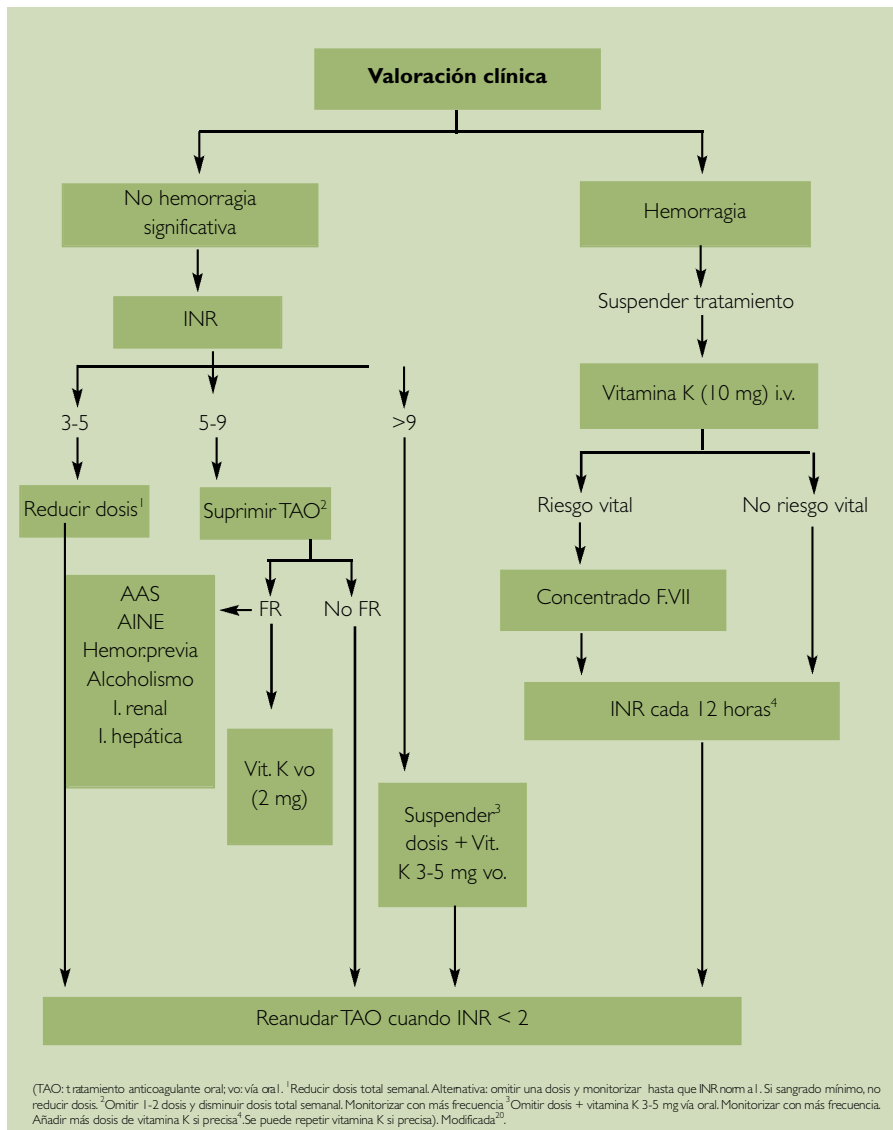 Valoración clínica
No hemorragia
significativa
Hemorragia
INR
Suspender tratamiento
Vitamina K (10 mg) i.v.
3-5
5-9
>9
Reducir dosis¹
Suprimir TAO²
Riesgo vital
No riesgo vital
AAS
AINE
Hemor.previa
Alcoholismo
I. renal
I. hepática
FR
No FR
Concentrado F.VII
INR cada 12 horas⁴
Vit. K vo
(2 mg)
Suspender³
dosis + Vit.
K 3-5 mg vo.
Reanudar TAO cuando INR < 2
(TAO: tratamiento anticoagulante oral; vo: vía oral. ¹Reducir dosis total semanal. Alternativa: omitir una dosis y monitorizar hasta que INR normal. Si sangrado mínimo, no
reducir dosis. ²Omitir 1-2 dosis y disminuir dosis total semanal. Monitorizar con más frecuencia ³Omitir dosis + vitamina K 3-5 mg vía oral. Monitorizar con más frecuencia.
Añadir más dosis de vitamina K si precisa⁴.Se puede repetir vitamina K si precisa). Modificada²⁰.